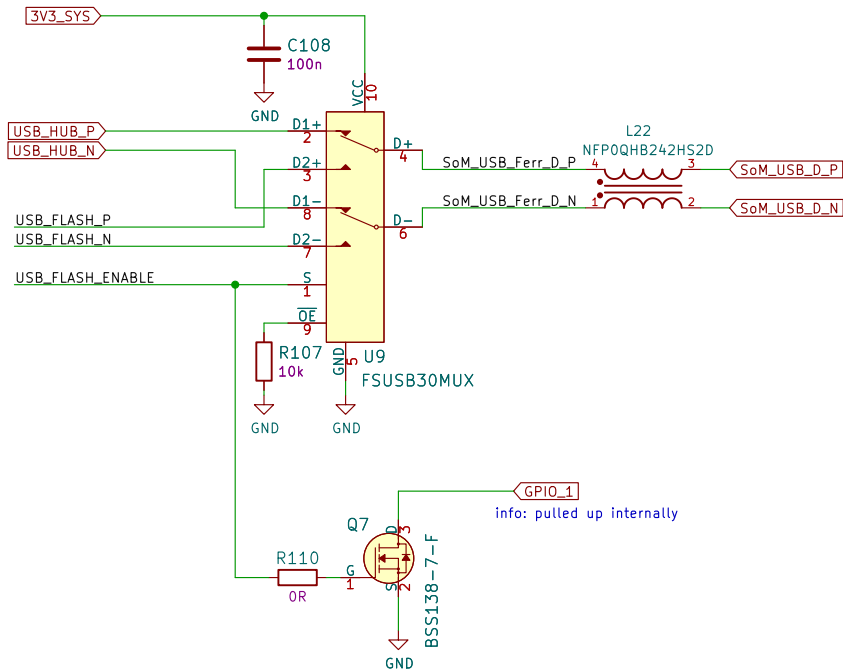 3V3_SYS
C108
100n
GND
VCC
10
USB_HUB_P
USB_HUB_N
D1+
2
D2+
3
D1-
8
D2-
7
D+
4
D-
6
USB_FLASH_P
USB_FLASH_N
USB_FLASH_ENABLE
S
1
OE
9
GND
5
U9
FSUSB30MUX
R107
10k
GND
GND
SoM_USB_Ferr_D_P
SoM_USB_Ferr_D_N
L22
NFP0QHB242HS2D
4
3
1
2
SoM_USB_D_P
SoM_USB_D_N
GPIO_1
info: pulled up internally
Q7
D
3
G
1
S
2
BSS138-7-F
R110
0R
GND